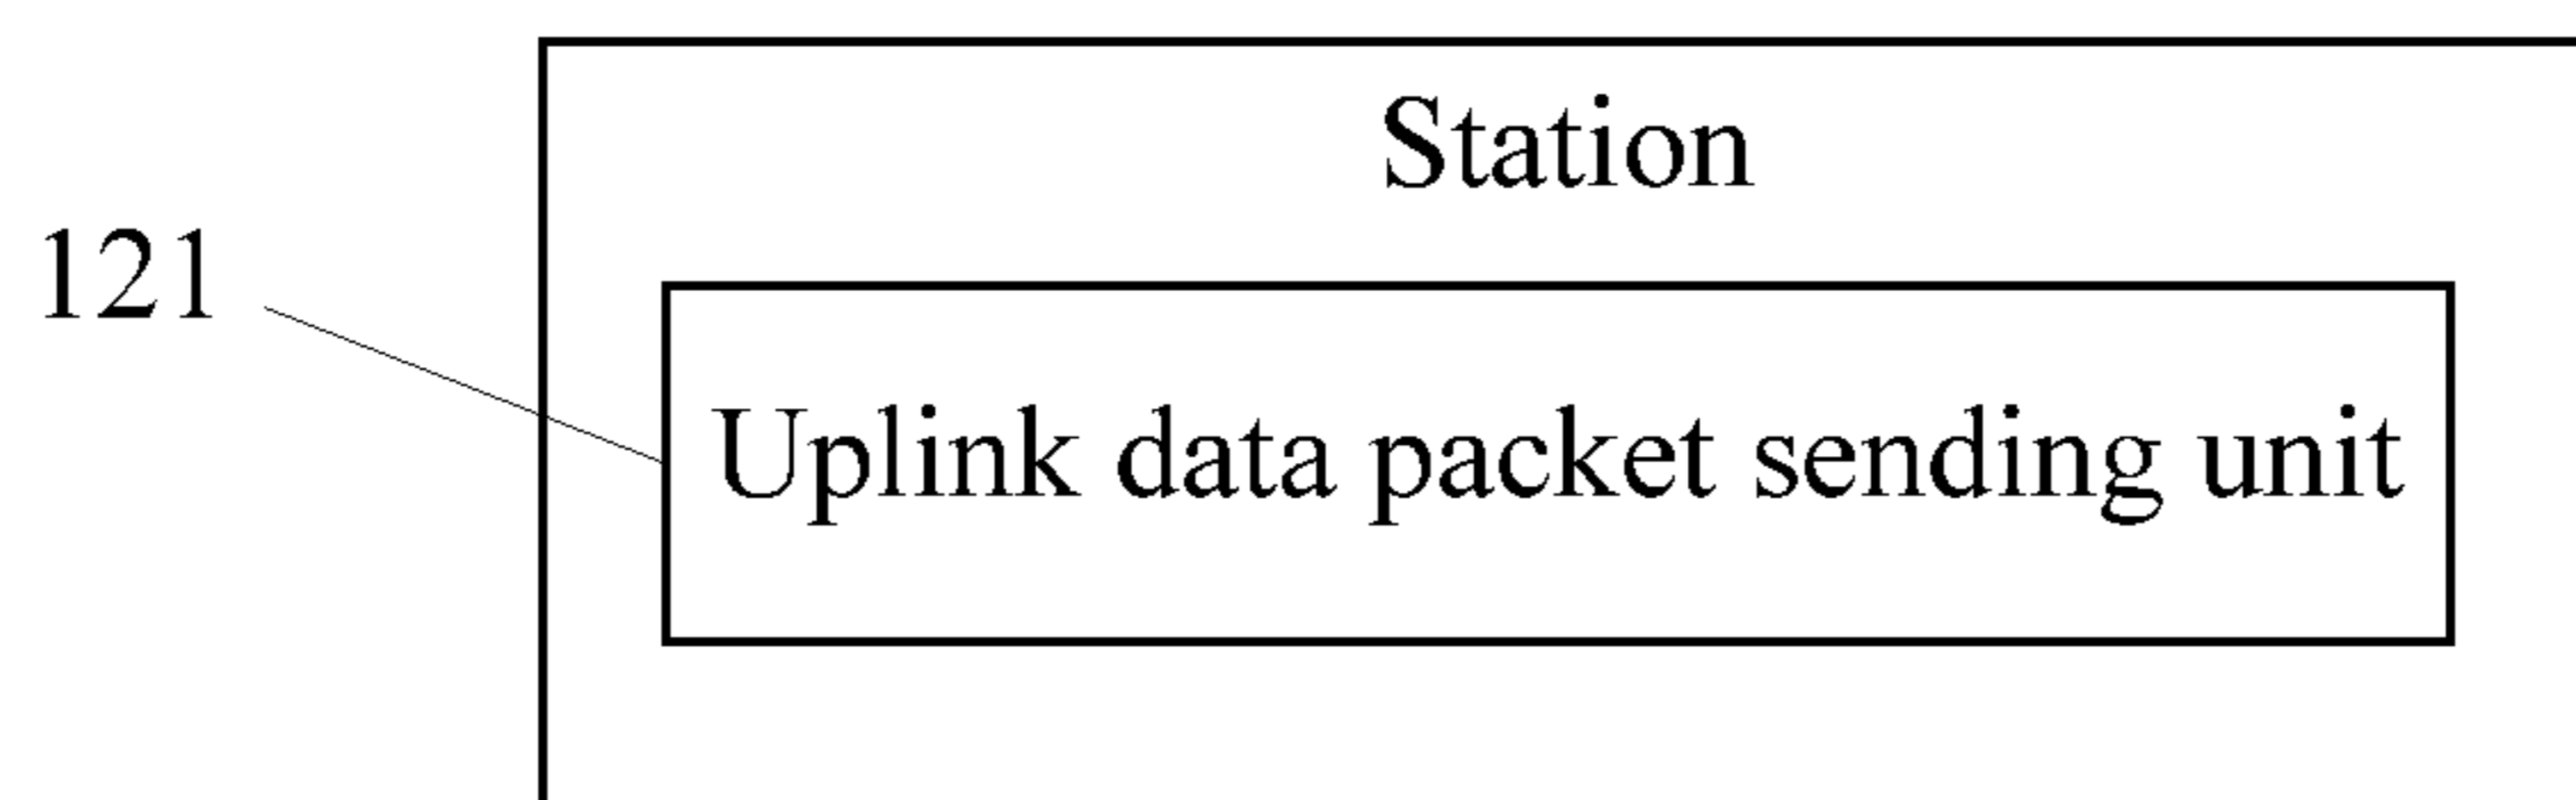 Station
121
Uplink data packet sending unit